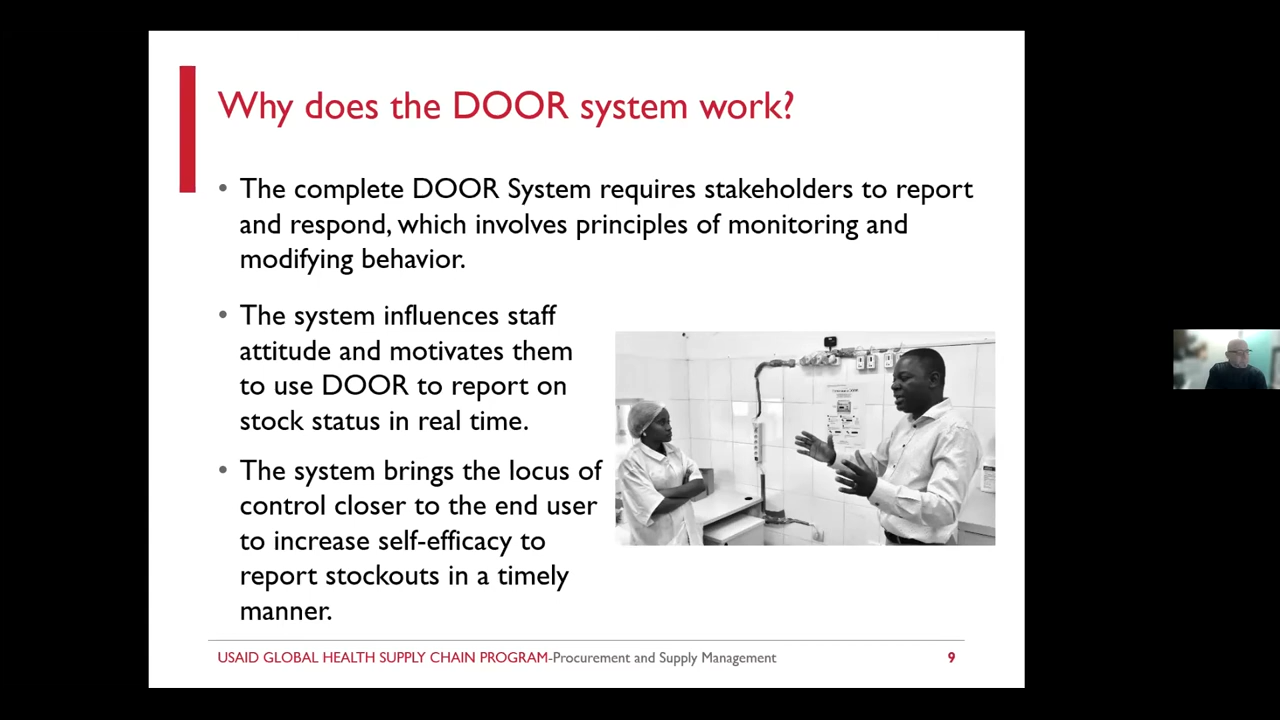 Why does the DOOR system work?
• The complete DOOR System requires stakeholders to report
and respond, which involves principles of monitoring and
modifying behavior.
• The system influences staff
attitude and motivates them
to use DOOR to report on
stock status in real time.
• The system brings the locus of
control closer to the end user
to increase self-efficacy to
report stockouts in a timely
manner.
USAID GLOBAL HEALTH SUPPLY CHAIN PROGRAM-Procurement and Supply Management
9